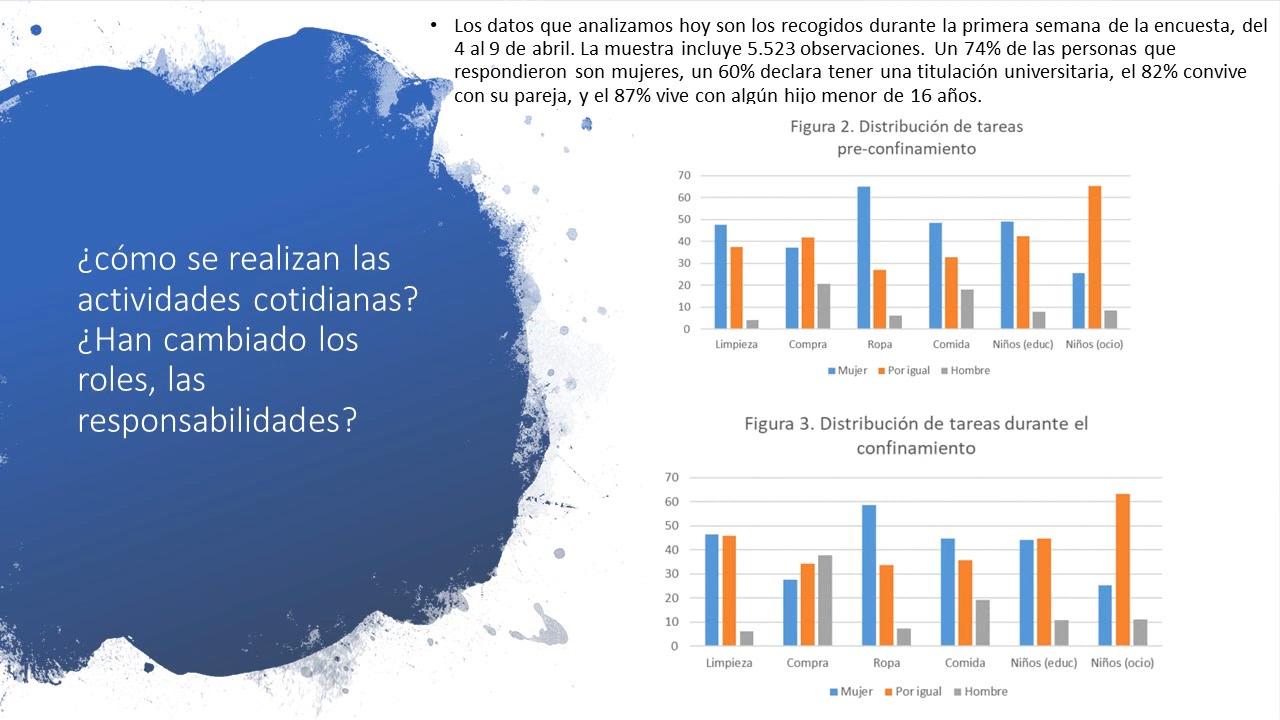 • Los datos que analizamos hoy son los recogidos durante la primera semana de la encuesta, del
4 al 9 de abril. La muestra incluye 5.523 observaciones. Un 74% de las personas que
respondieron son mujeres, un 60% declara tener una titulación universitaria, el 82% convive
con su pareja, y el 87% vive con algún hijo menor de 16 años.
¿cómo se realizan las
actividades cotidianas?
¿Han cambiado los
roles, las
responsabilidades?
Figura 2. Distribución de tareas
pre-confinamiento
70
60
50
40
30
20
10
0
Limpieza Compra Ropa Comida Niños (educ) Niños (ocio)
Mujer Por igual Hombre
Figura 3. Distribución de tareas durante el
confinamiento
70
60
50
40
30
20
10
0
Limpieza Compra Ropa Comida Niños (educ) Niños (ocio)
Mujer Por igual Hombre